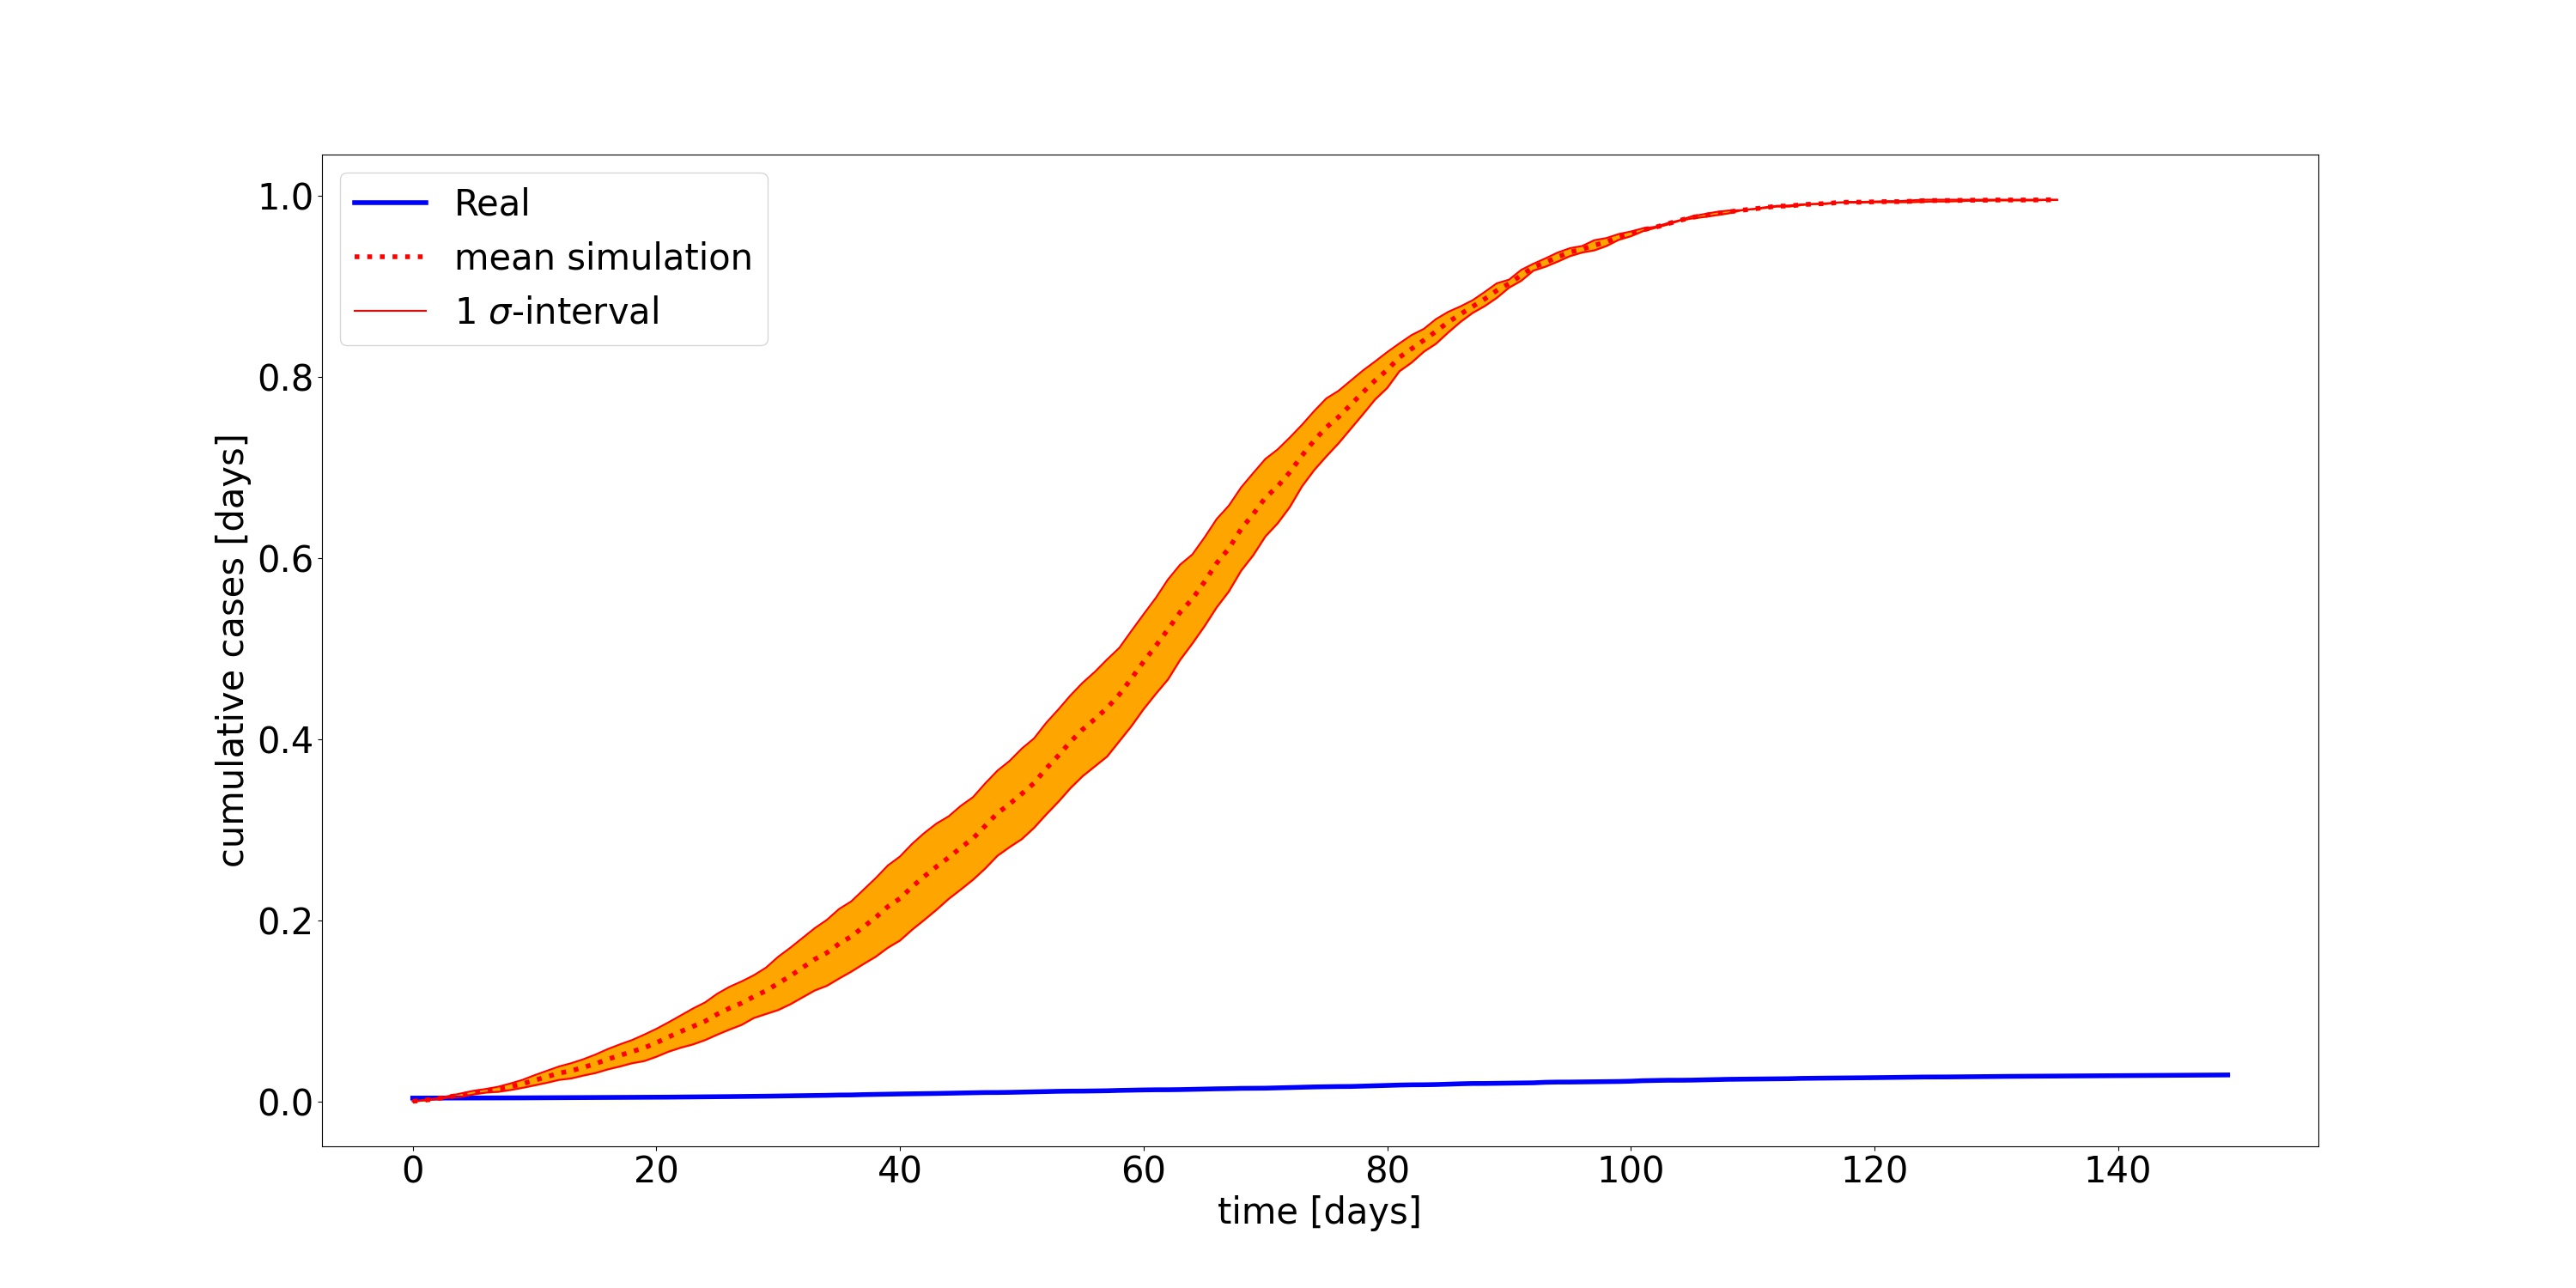 Real
mean simulation
1 σ-interval
1.0
0.8
0.6
0.4
0.2
0.0
cumulative cases [days]
0 20 40 60 80 100 120 140
time [days]